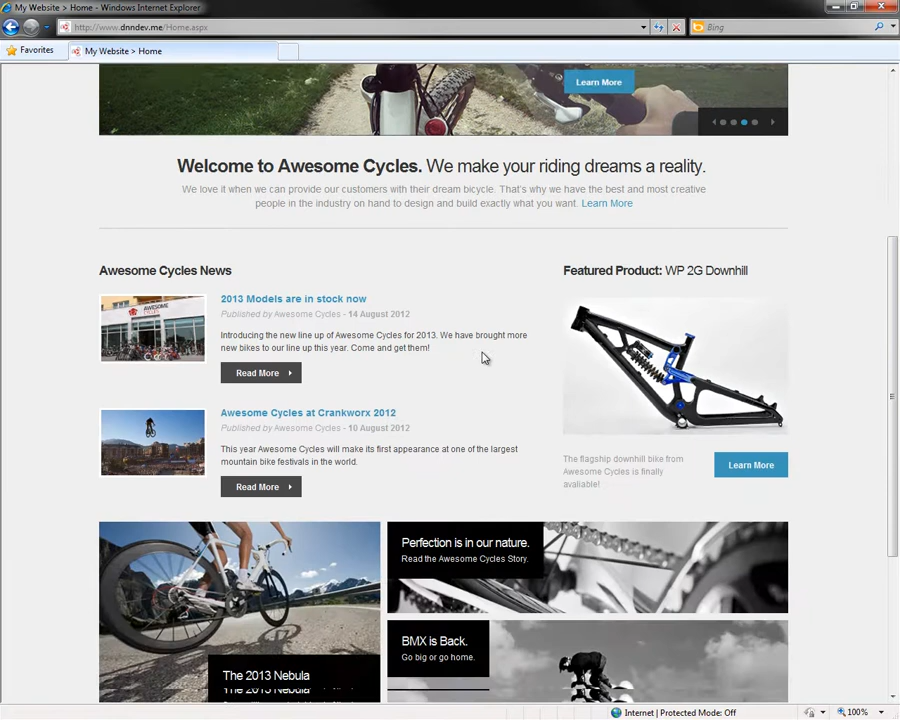 My Website > Home - Windows Internet Explorer
http://www.dnndev.me/Home.aspx
Bing
Favorites
My Website > Home
Learn More
Welcome to Awesome Cycles. We make your riding dreams a reality.
We love it when we can provide our customers with their dream bicycle. That's why we have the best and most creative
people in the industry on hand to design and build exactly what you want. Learn More
Awesome Cycles News
2013 Models are in stock now
Published by Awesome Cycles - 14 August 2012
Introducing the new line up of Awesome Cycles for 2013. We have brought more
new bikes to our line up this year. Come and get them!
Read More
AWESOME
CYCLES
Awesome Cycles at Crankworx 2012
Published by Awesome Cycles - 10 August 2012
This year Awesome Cycles will make its first appearance at one of the largest
mountain bike festivals in the world.
Read More
Featured Product: WP 2G Downhill
The flagship downhill bike from
Awesome Cycles is finally
avaliable!
Learn More
Perfection is in our nature.
Read the Awesome Cycles Story.
BMX is Back.
Go big or go home.
The 2013 Nebula
The 2013 Nebula
Internet | Protected Mode: Off
100%